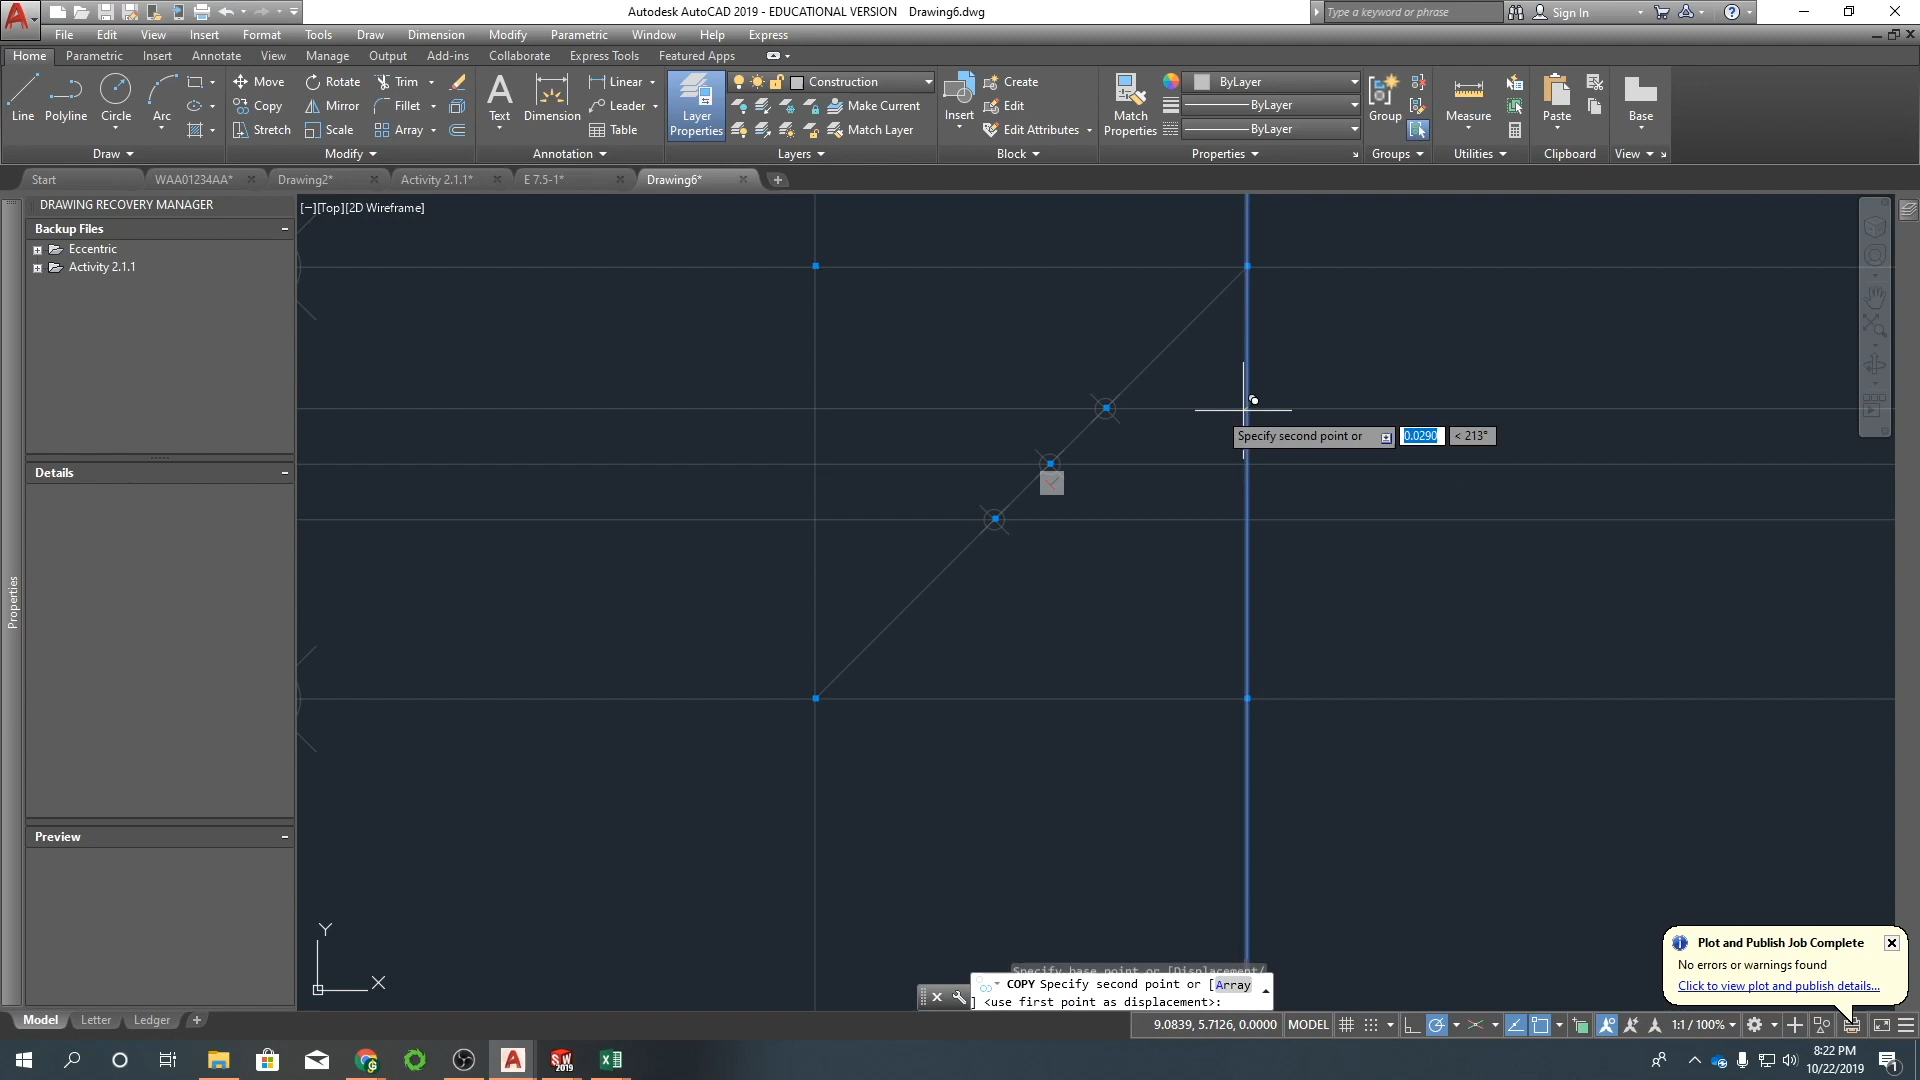 Autodesk AutoCAD 2019 - EDUCATIONAL VERSION Drawing6.dwg
Type a keyword or phrase
Sign In
File Edit View Insert Format Tools Draw Dimension Modify Parametric Window Help Express
Home Parametric Insert Annotate View Manage Output Add-ins Collaborate Express Tools Featured Apps
Line Polyline Circle Arc
Move Rotate Trim
Copy Mirror Fillet
Stretch Scale Array
Text Dimension
Linear
Leader
Table
Layer Properties
Construction
Make Current
Match Layer
Insert
Create
Edit
Edit Attributes
Match Properties
ByLayer
ByLayer
ByLayer
Group
Measure
Paste
Base
Draw Modify Annotation Layers Block Properties Groups Utilities Clipboard View
Start WAA01234AA* Drawing2* Activity 2.1.1* E 7.5-1* Drawing6*
DRAWING RECOVERY MANAGER
Backup Files
Eccentric
Activity 2.1.1
Details
Preview
Properties
[−][Top][2D Wireframe]
Specify second point or 0.0290 < 213°
Y
X
Specify base point or [Displacement/
COPY Specify second point or [Array
] <use first point as displacement>:
Plot and Publish Job Complete
No errors or warnings found
Click to view plot and publish details...
Model Letter Ledger
9.0839, 5.7126, 0.0000 MODEL 1:1 / 100%
8:22 PM
10/22/2019
SW
2019
1